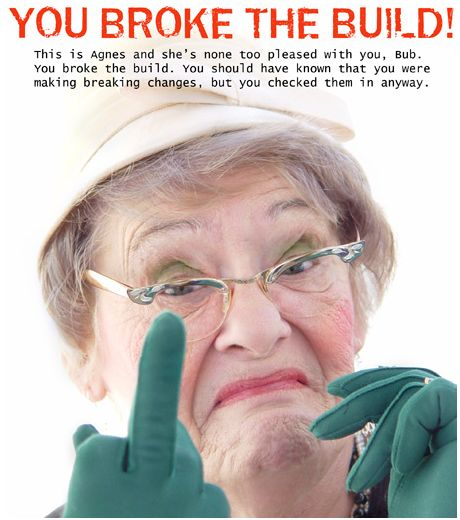 YOU BROKE THE BUILD!
This is Agnes and she's none too pleased with you, Bub.
You broke the build. You should have known that you were
making breaking changes, but you checked them in anyway.